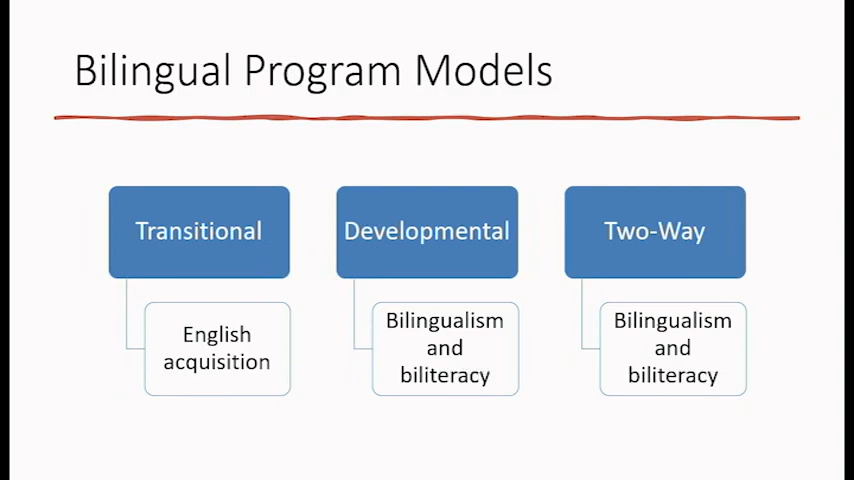 Bilingual Program Models
Transitional
English
acquisition
Developmental
Bilingualism
and
biliteracy
Two-Way
Bilingualism
and
biliteracy